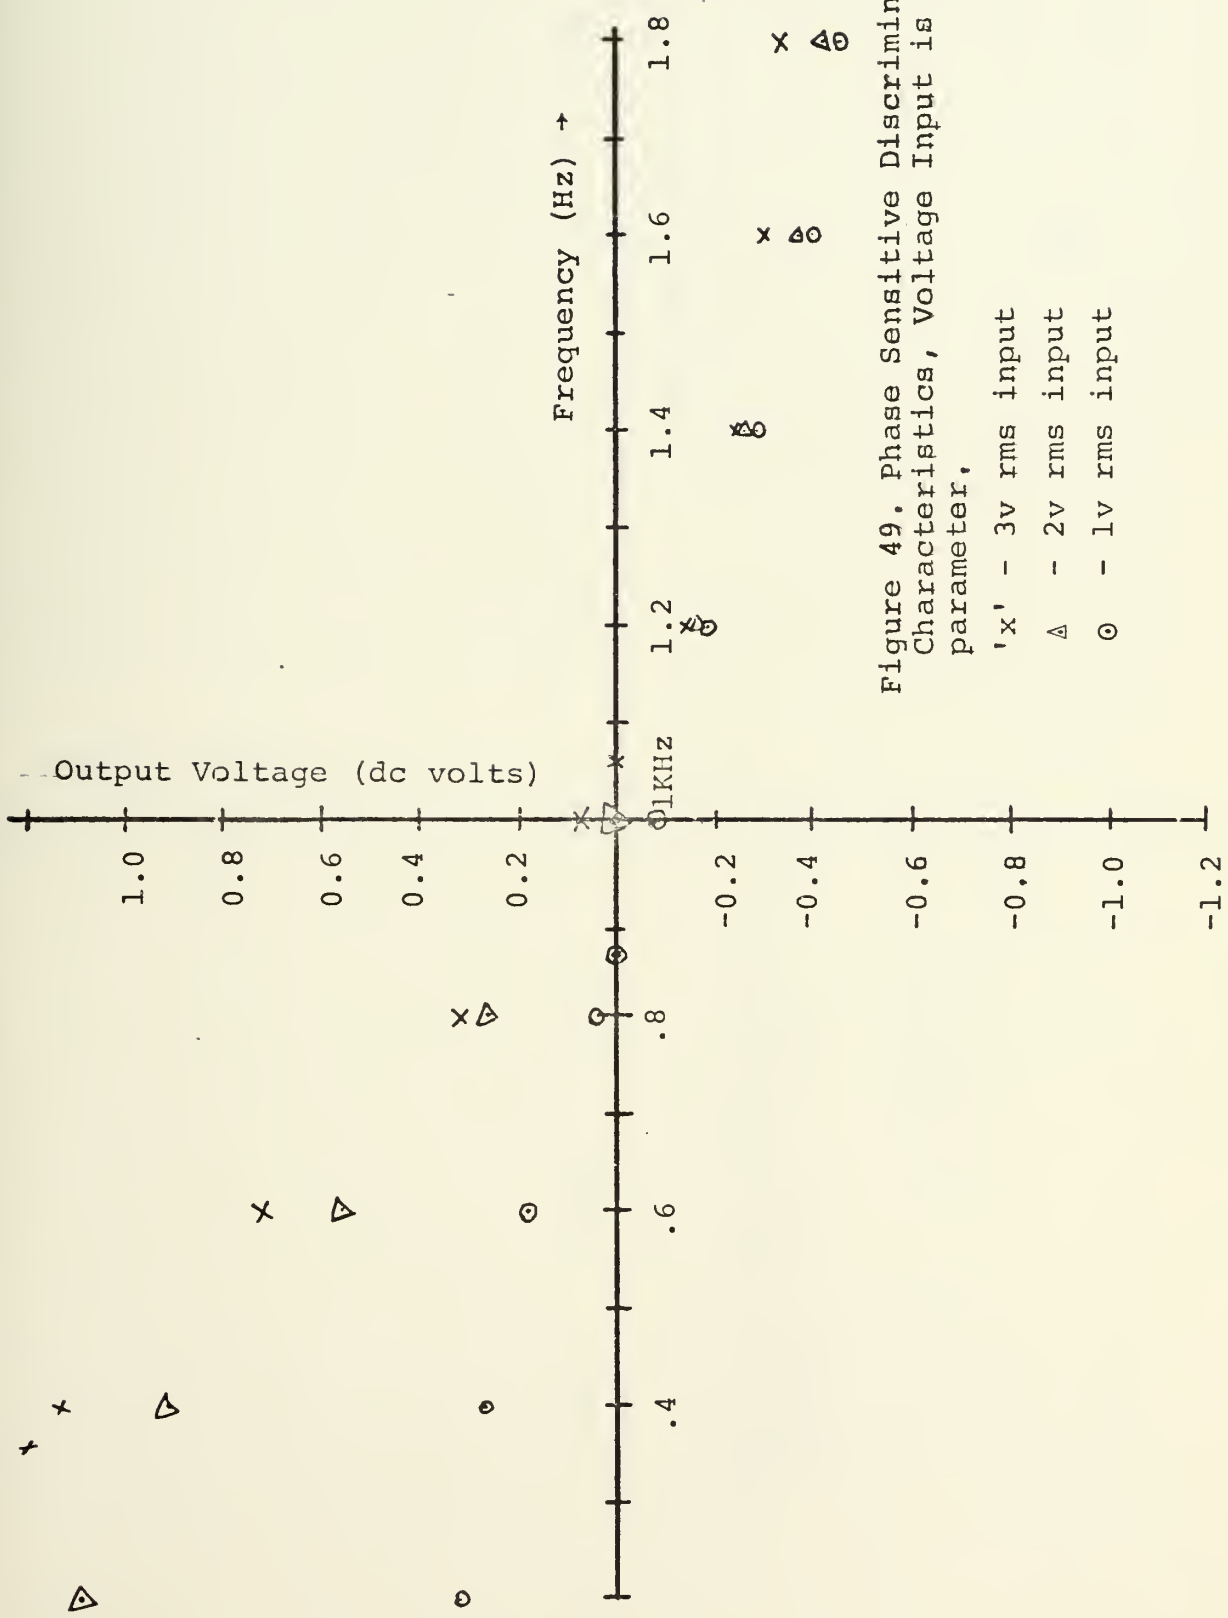 Output Voltage (dc volts)
1.0
0.8
0.6
0.4
0.2
-0.2
-0.4
-0.6
-0.8
-1.0
-1.2
Frequency (Hz) →
.4
.6
.8
1KHz
1.2
1.4
1.6
1.8
Figure 49. Phase Sensitive Discrimin
Characteristics, Voltage Input is
parameter.
'x' - 3v rms input
△ - 2v rms input
⊙ - 1v rms input